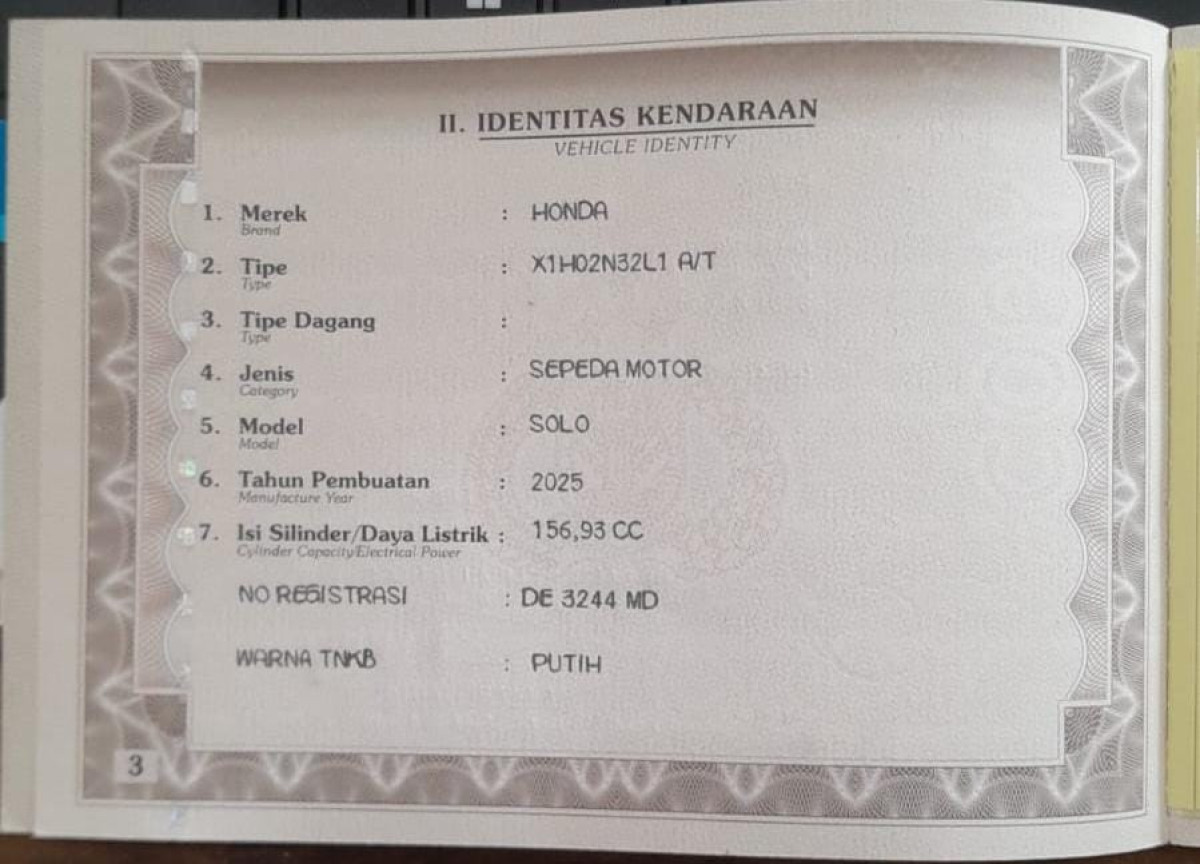 II. IDENTITAS KENDARAAN
VEHICLE IDENTITY
1. Merek : HONDA
Brand
2. Tipe : X1H02N32L1 A/T
Type
3. Tipe Dagang :
Type
4. Jenis : SEPEDA MOTOR
Category
5. Model : SOLO
Model
6. Tahun Pembuatan : 2025
Manufacture Year
7. Isi Silinder/Daya Listrik : 156,93 CC
Cylinder Capacity/Electrical Power
NO REGISTRASI : DE 3244 MD
WARNA TNKB : PUTIH
3